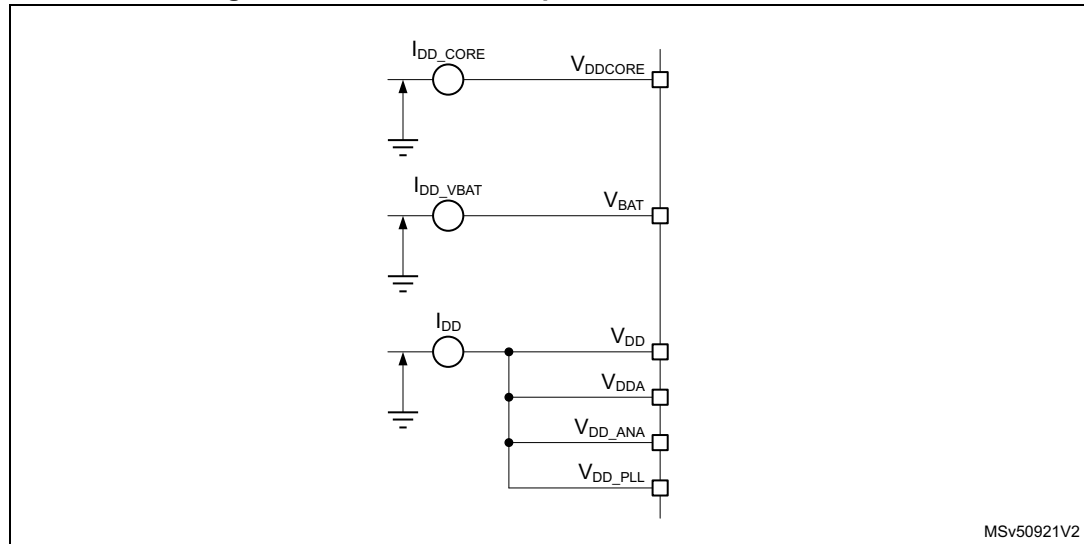 I_DD_CORE
V_DDCORE
I_DD_VBAT
V_BAT
I_DD
V_DD
V_DDA
V_DD_ANA
V_DD_PLL
MSv50921V2